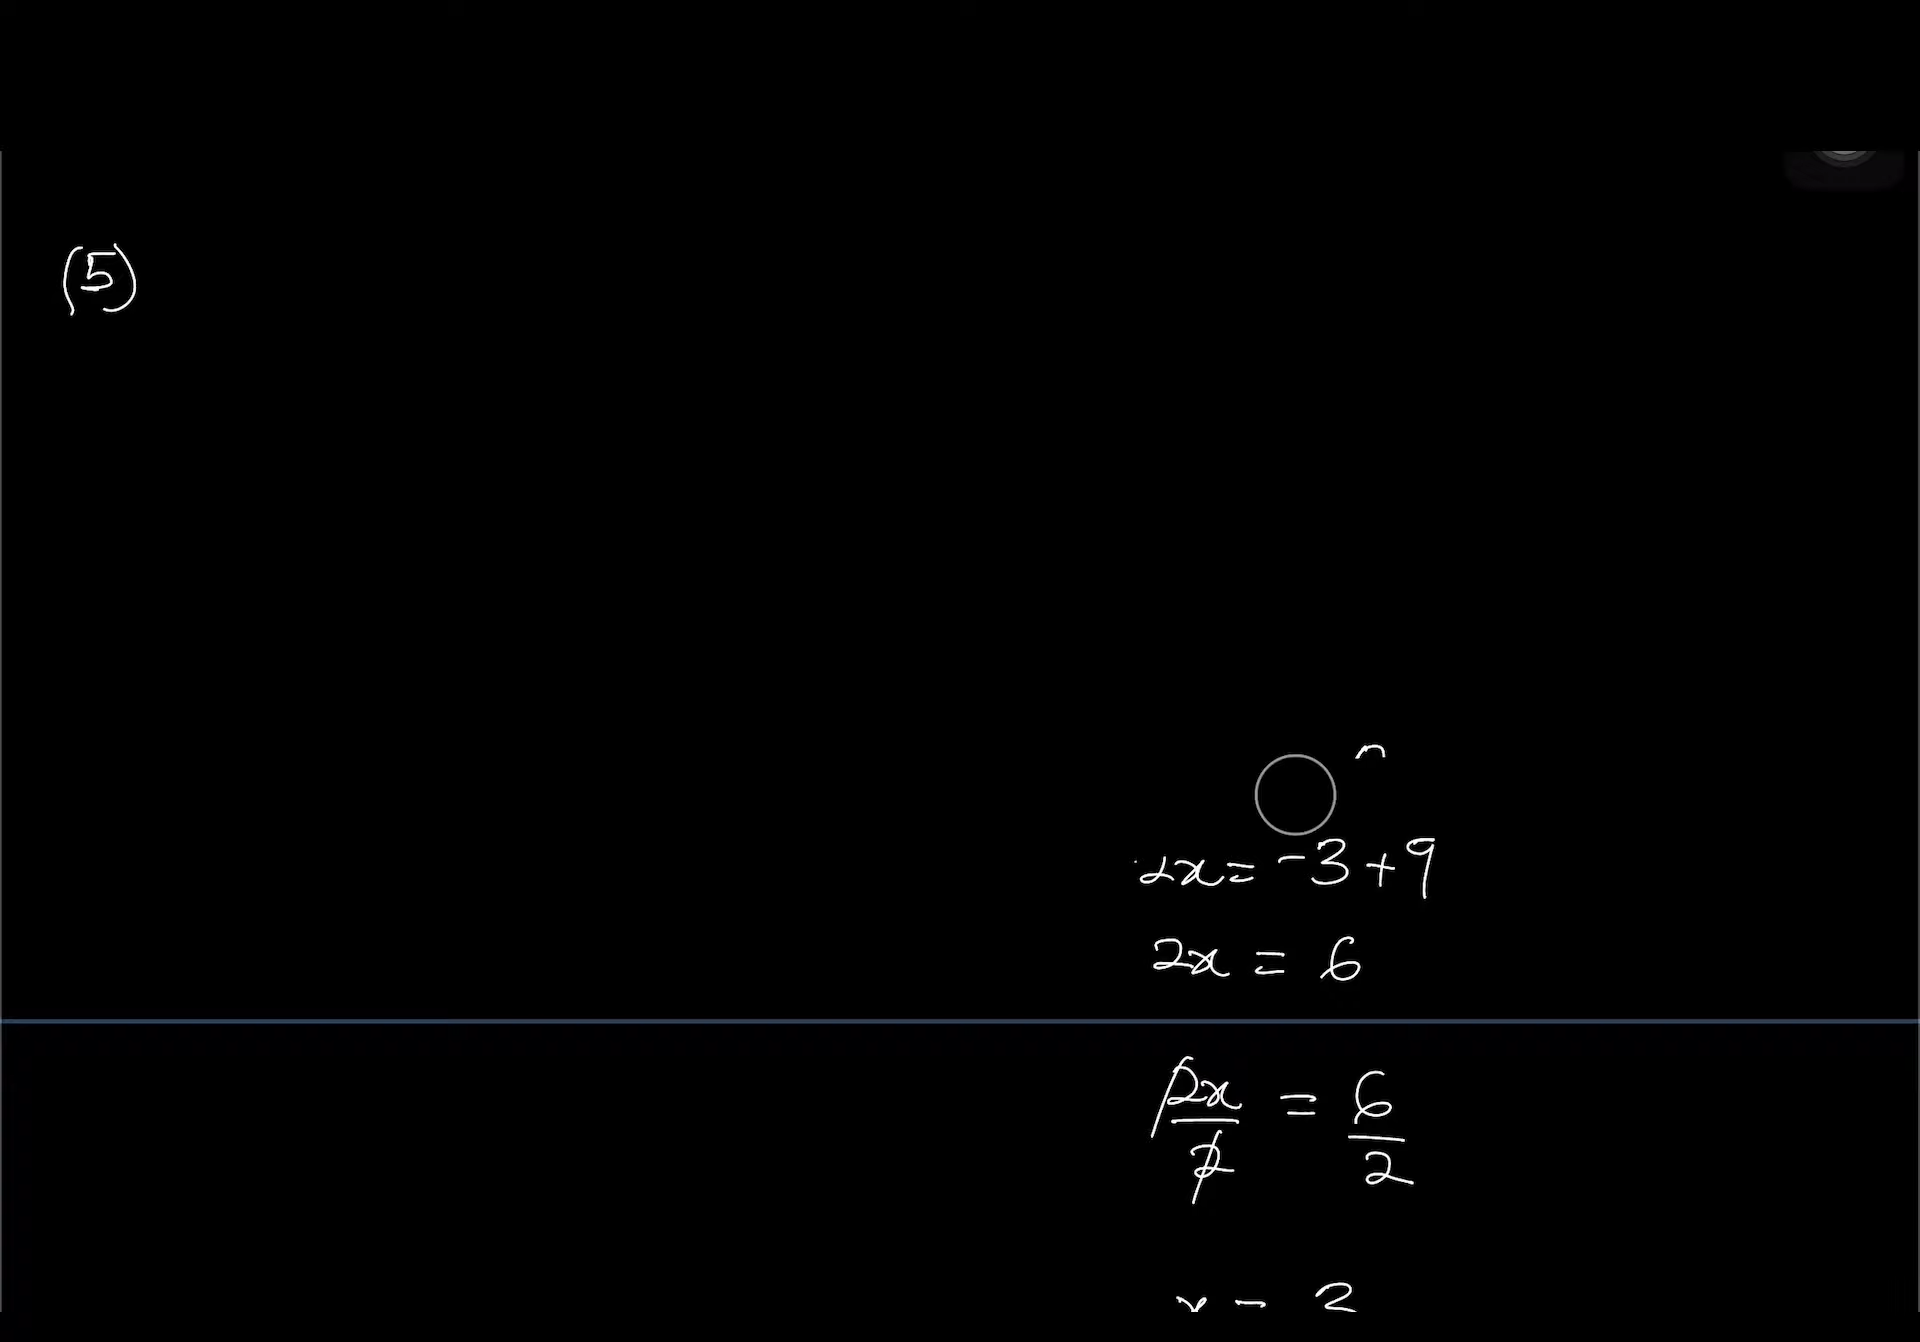 (5)
2x = -3 + 9
2x = 6
2x/2 = 6/2